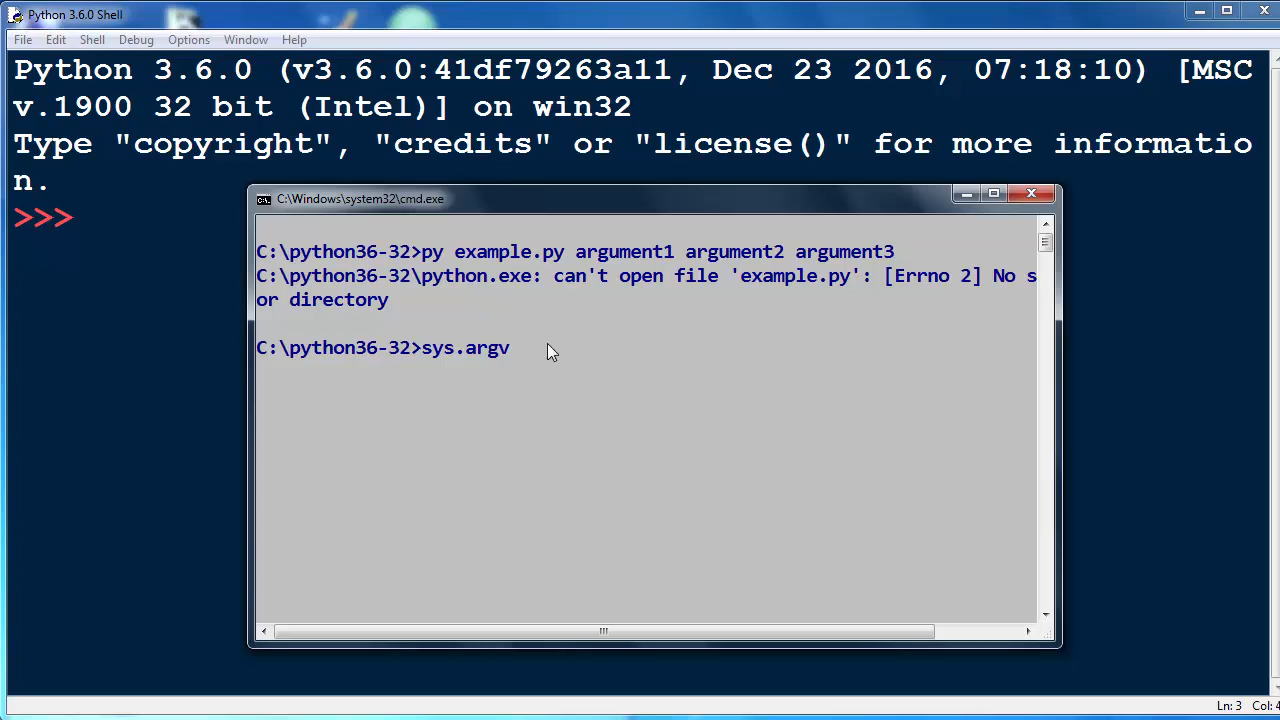 Python 3.6.0 Shell
File Edit Shell Debug Options Window Help
Python 3.6.0 (v3.6.0:41df79263a11, Dec 23 2016, 07:18:10) [MSC
v.1900 32 bit (Intel)] on win32
Type "copyright", "credits" or "license()" for more informatio
n.
>>>
C:\Windows\system32\cmd.exe
C:\python36-32>py example.py argument1 argument2 argument3
C:\python36-32\python.exe: can't open file 'example.py': [Errno 2] No s
or directory
C:\python36-32>sys.argv
Ln: 3 Col: 4